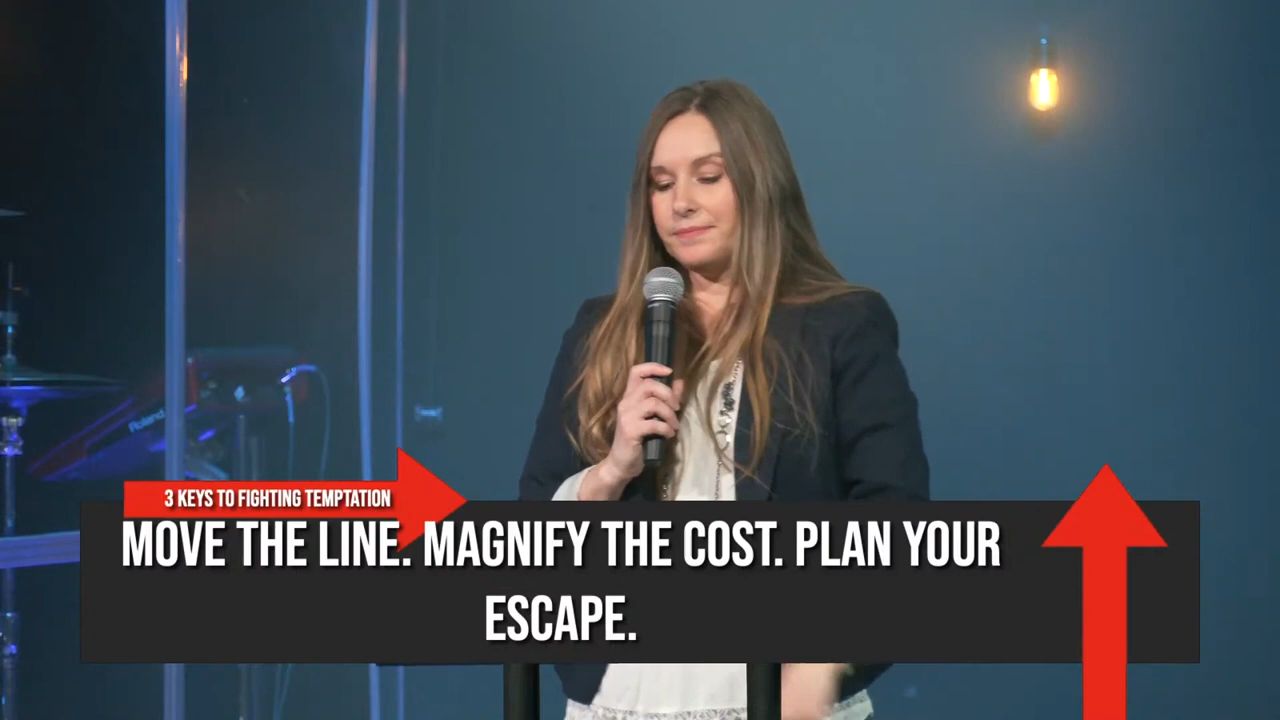 Roland
3 KEYS TO FIGHTING TEMPTATION
MOVE THE LINE. MAGNIFY THE COST. PLAN YOUR
ESCAPE.